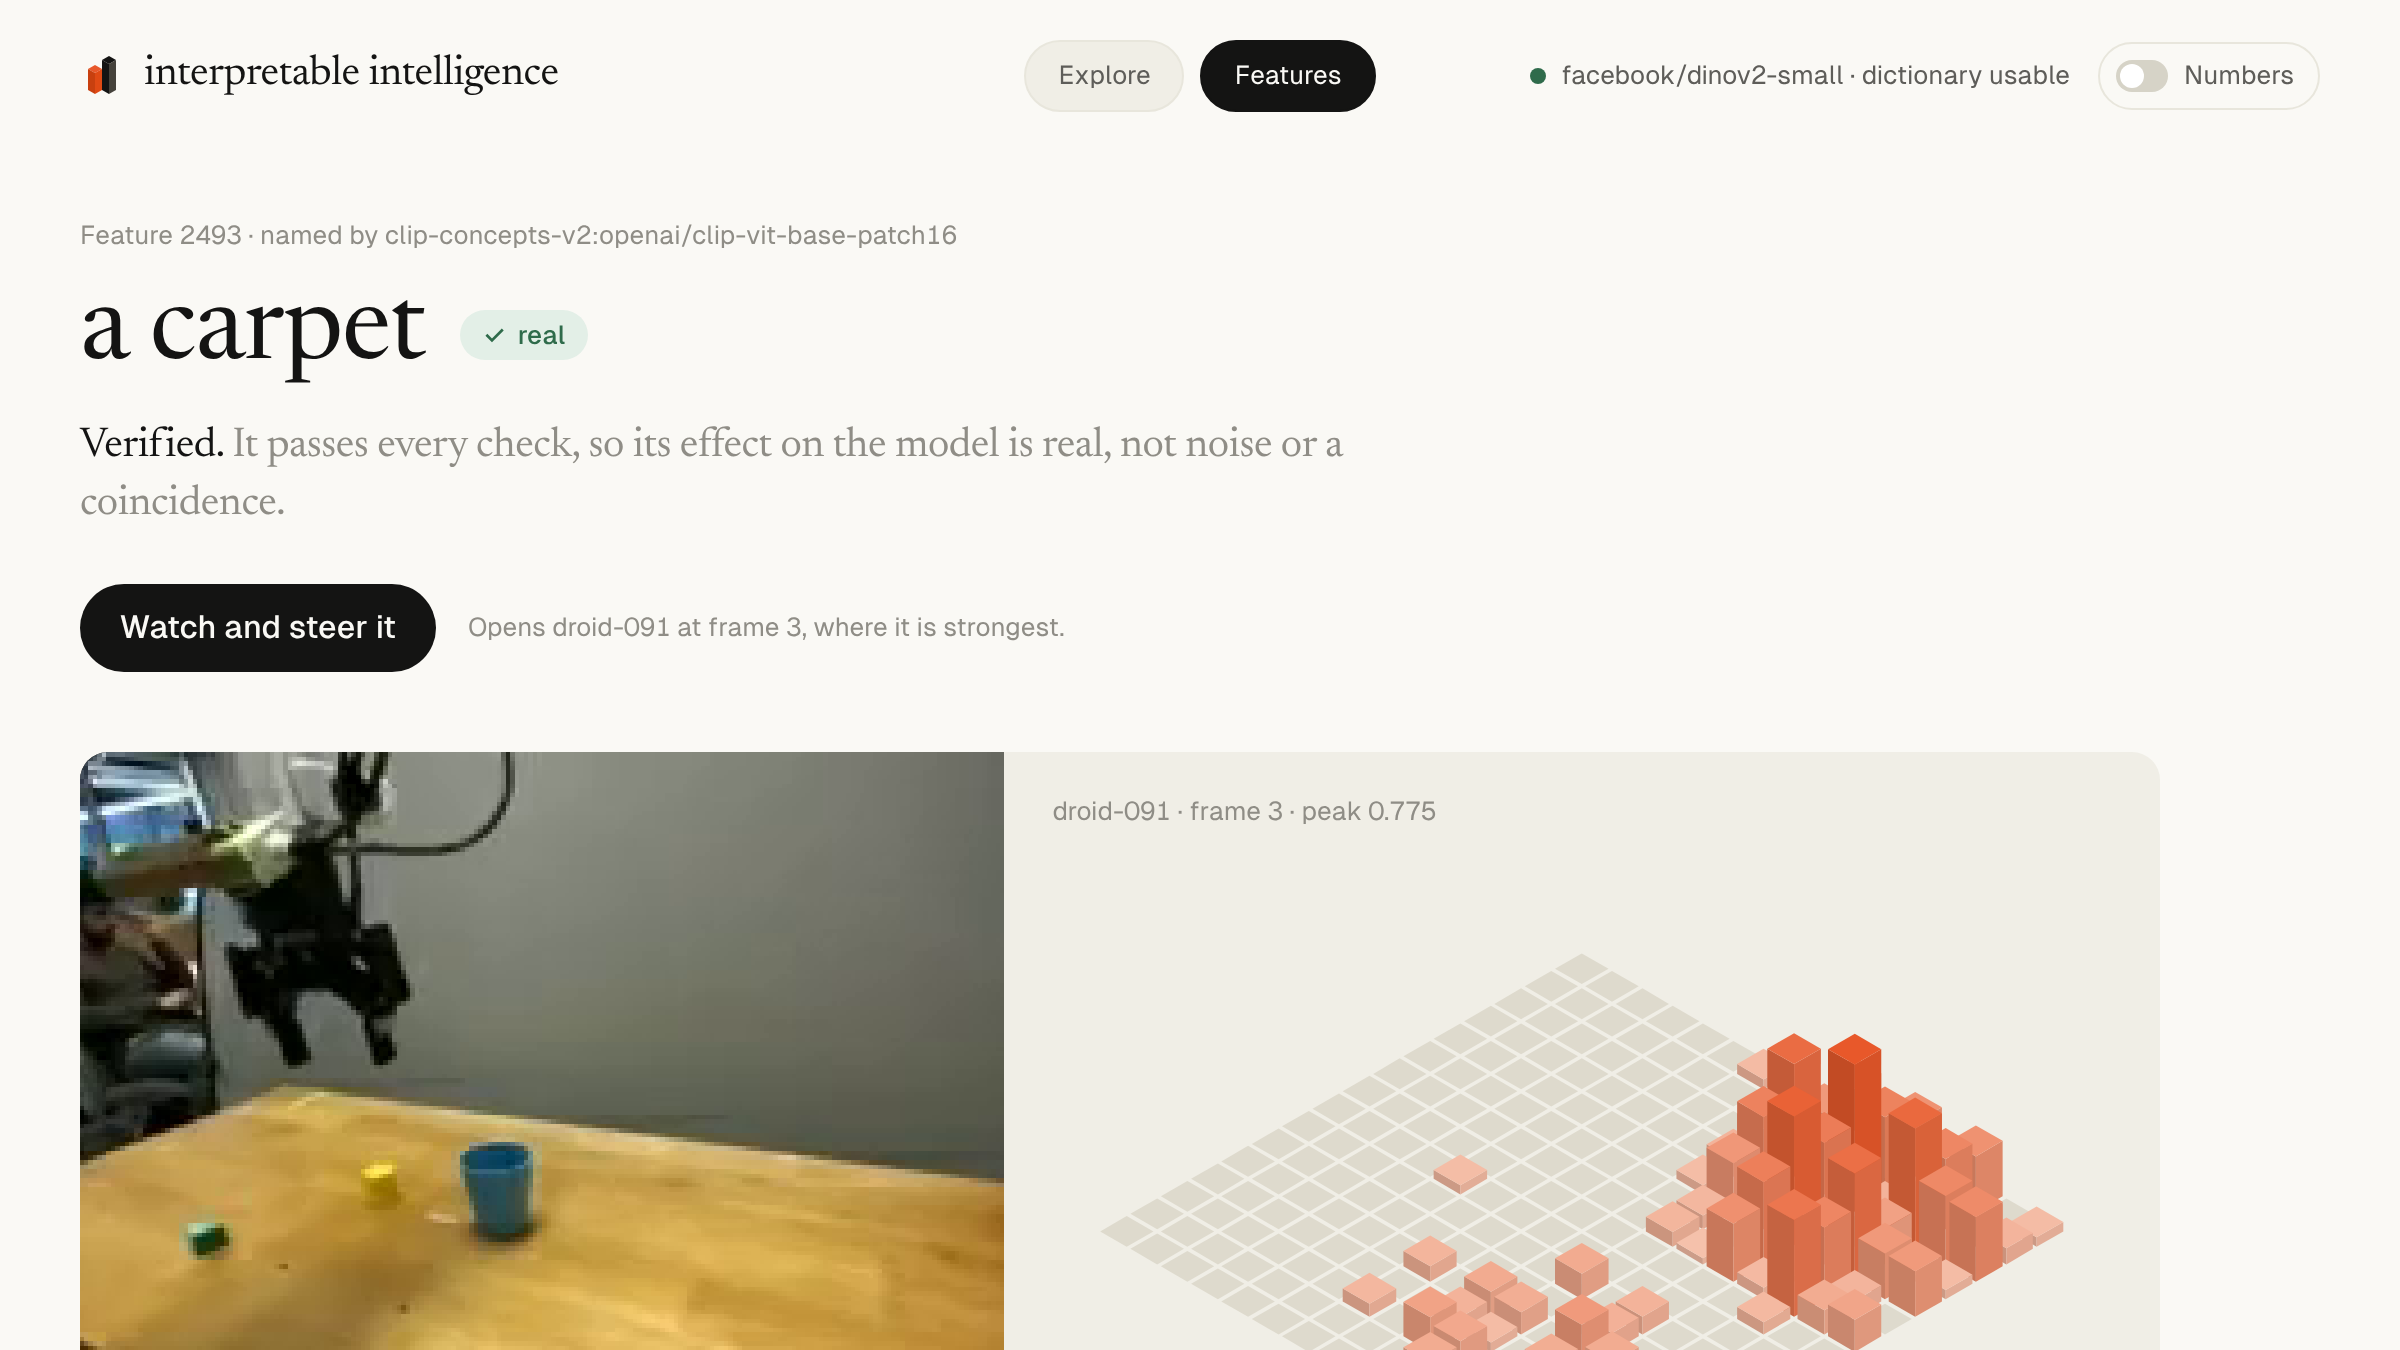 interpretable intelligence
Explore
Features
facebook/dinov2-small · dictionary usable
Numbers
Feature 2493 · named by clip-concepts-v2:openai/clip-vit-base-patch16
a carpet
✓ real
Verified. It passes every check, so its effect on the model is real, not noise or a
coincidence.
Watch and steer it
Opens droid-091 at frame 3, where it is strongest.
droid-091 · frame 3 · peak 0.775